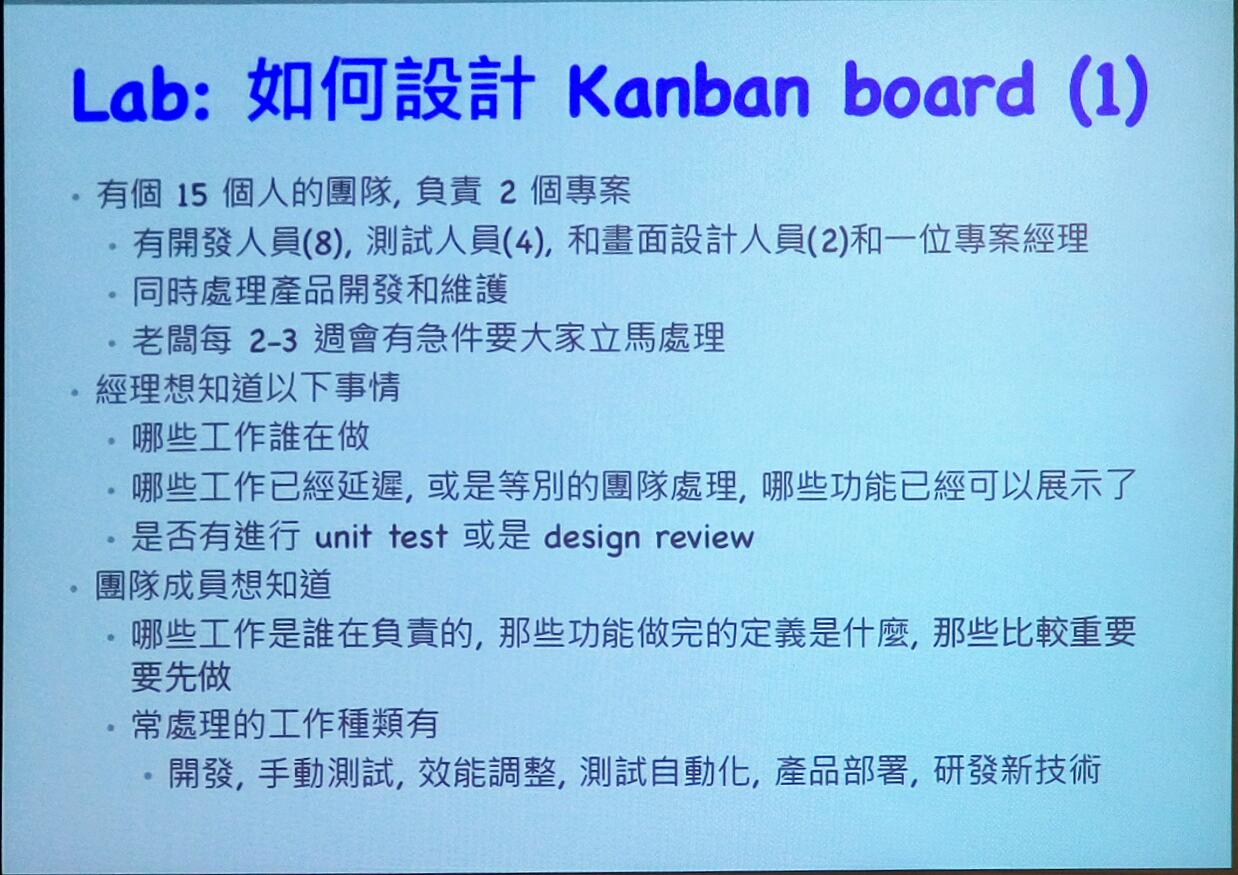 Lab: 如何設計 Kanban board (1)
• 有個 15 個人的團隊, 負責 2 個專案
• 有開發人員(8), 測試人員(4), 和畫面設計人員(2)和一位專案經理
• 同時處理產品開發和維護
• 老闆每 2-3 週會有急件要大家立馬處理
• 經理想知道以下事情
• 哪些工作誰在做
• 哪些工作已經延遲, 或是等別的團隊處理, 哪些功能已經可以展示了
• 是否有進行 unit test 或是 design review
• 團隊成員想知道
• 哪些工作是誰在負責的, 那些功能做完的定義是什麼, 那些比較重要
要先做
• 常處理的工作種類有
• 開發, 手動測試, 效能調整, 測試自動化, 產品部署, 研發新技術